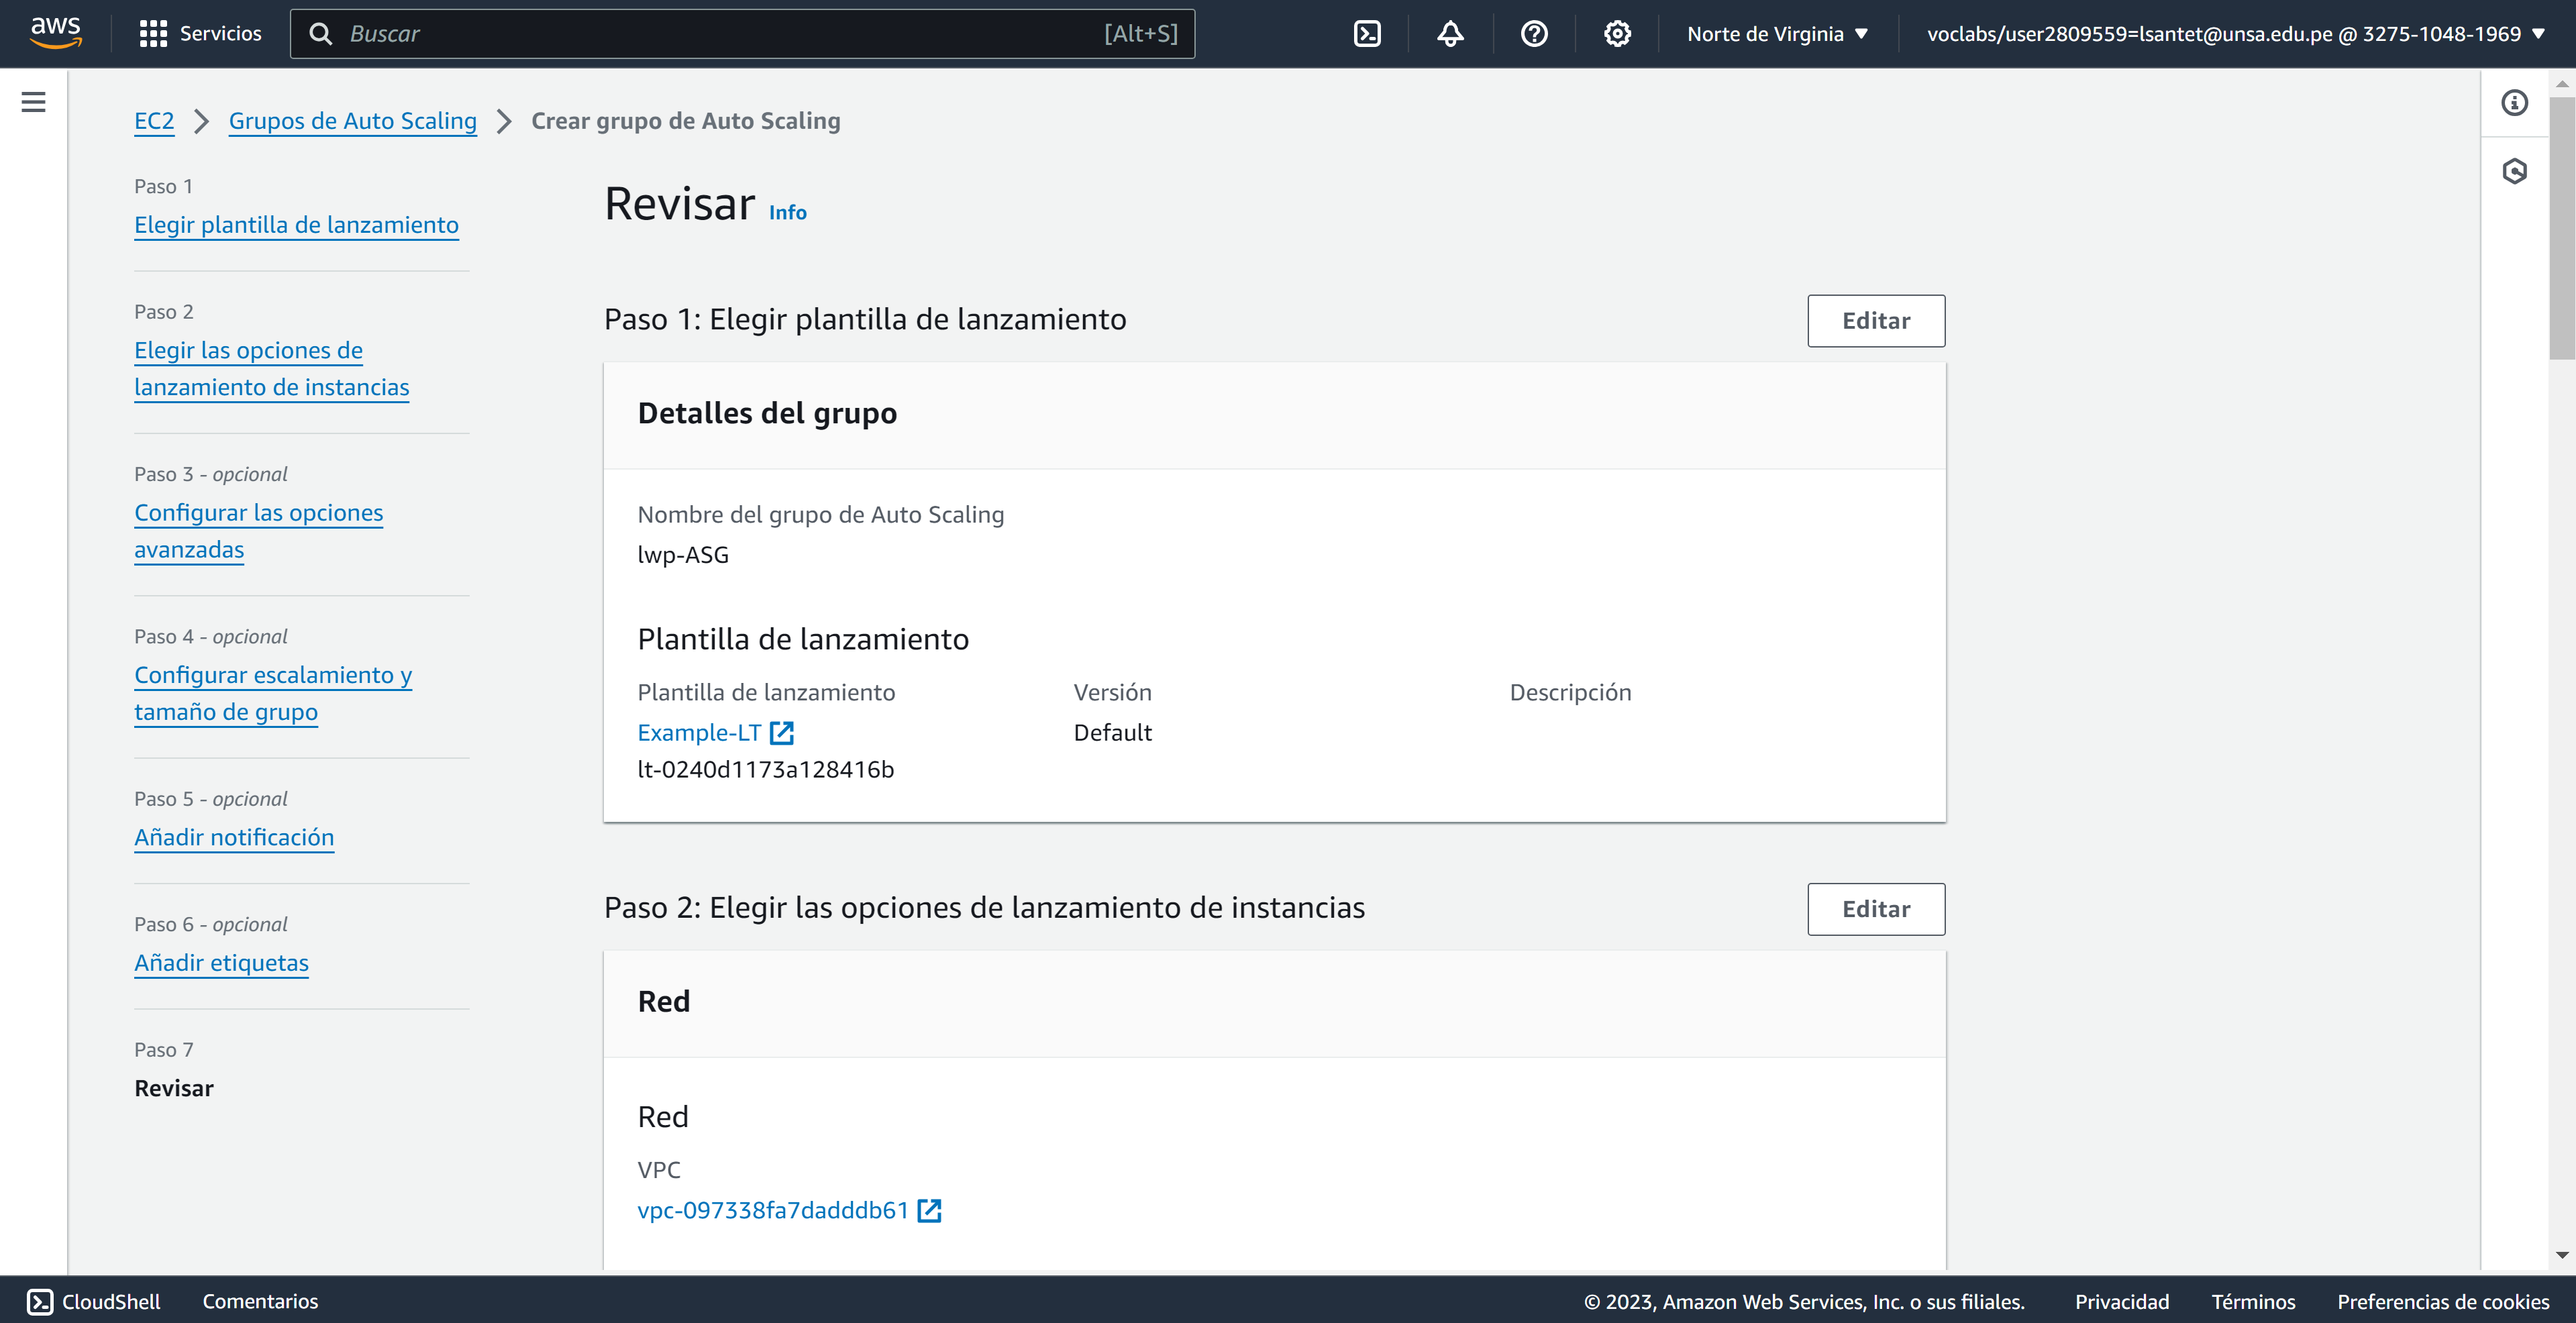 aws
Servicios
Buscar
[Alt+S]
Norte de Virginia
voclabs/user2809559=lsantet@unsa.edu.pe @ 3275-1048-1969
EC2
Grupos de Auto Scaling
Crear grupo de Auto Scaling
Paso 1
Elegir plantilla de lanzamiento
Paso 2
Elegir las opciones de
lanzamiento de instancias
Paso 3 - opcional
Configurar las opciones
avanzadas
Paso 4 - opcional
Configurar escalamiento y
tamaño de grupo
Paso 5 - opcional
Añadir notificación
Paso 6 - opcional
Añadir etiquetas
Paso 7
Revisar
Revisar Info
Paso 1: Elegir plantilla de lanzamiento
Editar
Detalles del grupo
Nombre del grupo de Auto Scaling
lwp-ASG
Plantilla de lanzamiento
Plantilla de lanzamiento
Versión
Descripción
Example-LT
Default
lt-0240d1173a128416b
Paso 2: Elegir las opciones de lanzamiento de instancias
Editar
Red
Red
VPC
vpc-097338fa7dadddb61
CloudShell
Comentarios
© 2023, Amazon Web Services, Inc. o sus filiales.
Privacidad
Términos
Preferencias de cookies